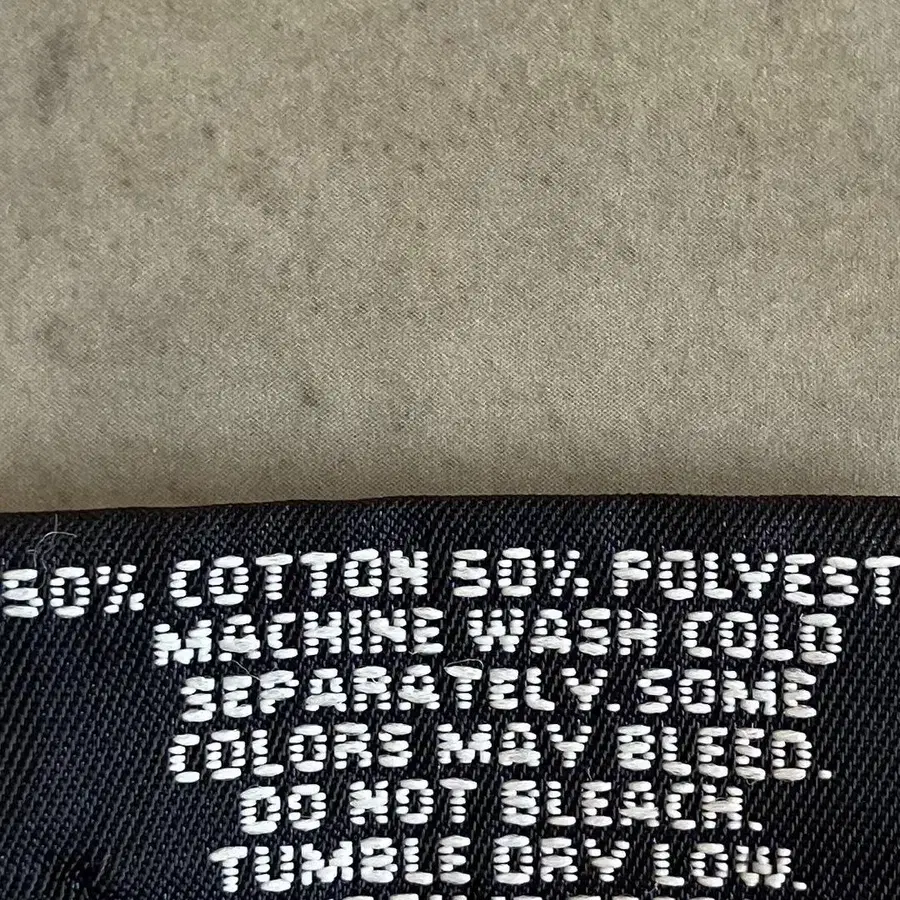 50% COTTON 50% POLYEST
MACHINE WASH COLD
SEPARATELY. SOME
COLORS MAY BLEED.
DO NOT BLEACH.
TUMBLE DRY LOW.